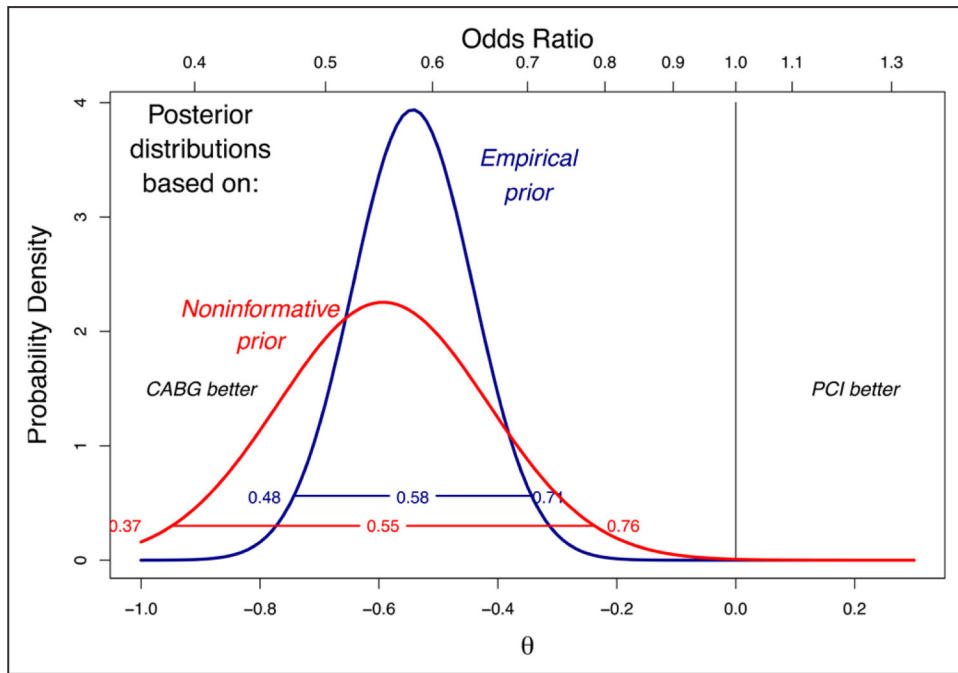 Odds Ratio
0.4 0.5 0.6 0.7 0.8 0.9 1.0 1.1 1.3
Posterior
distributions
based on:
Empirical
prior
Noninformative
prior
CABG better
PCI better
0.48 0.58 0.71
0.37 0.55 0.76
Probability Density
4
3
2
1
0
−1.0 −0.8 −0.6 −0.4 −0.2 0.0 0.2
θ